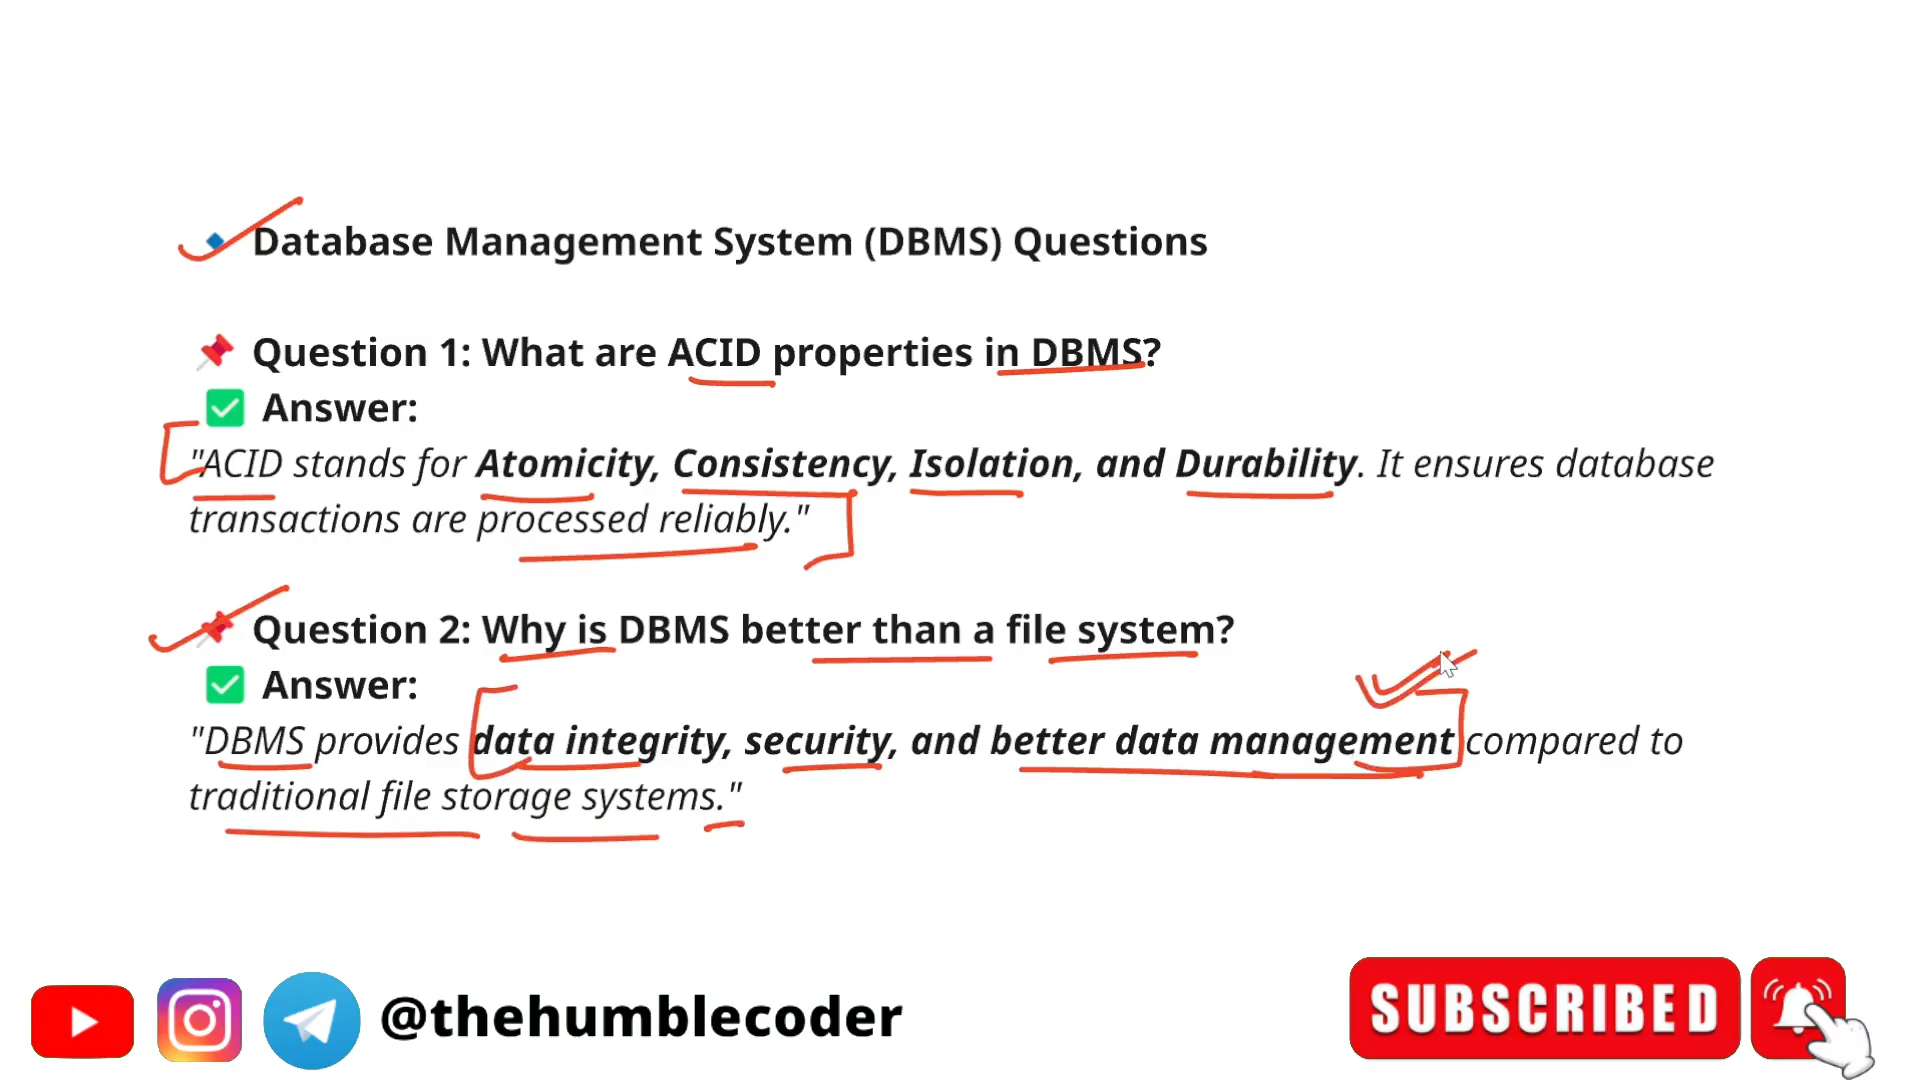 Database Management System (DBMS) Questions
Question 1: What are ACID properties in DBMS?
Answer:
"ACID stands for Atomicity, Consistency, Isolation, and Durability. It ensures database
transactions are processed reliably."
Question 2: Why is DBMS better than a file system?
Answer:
"DBMS provides data integrity, security, and better data management compared to
traditional file storage systems."
@thehumblecoder
SUBSCRIBED